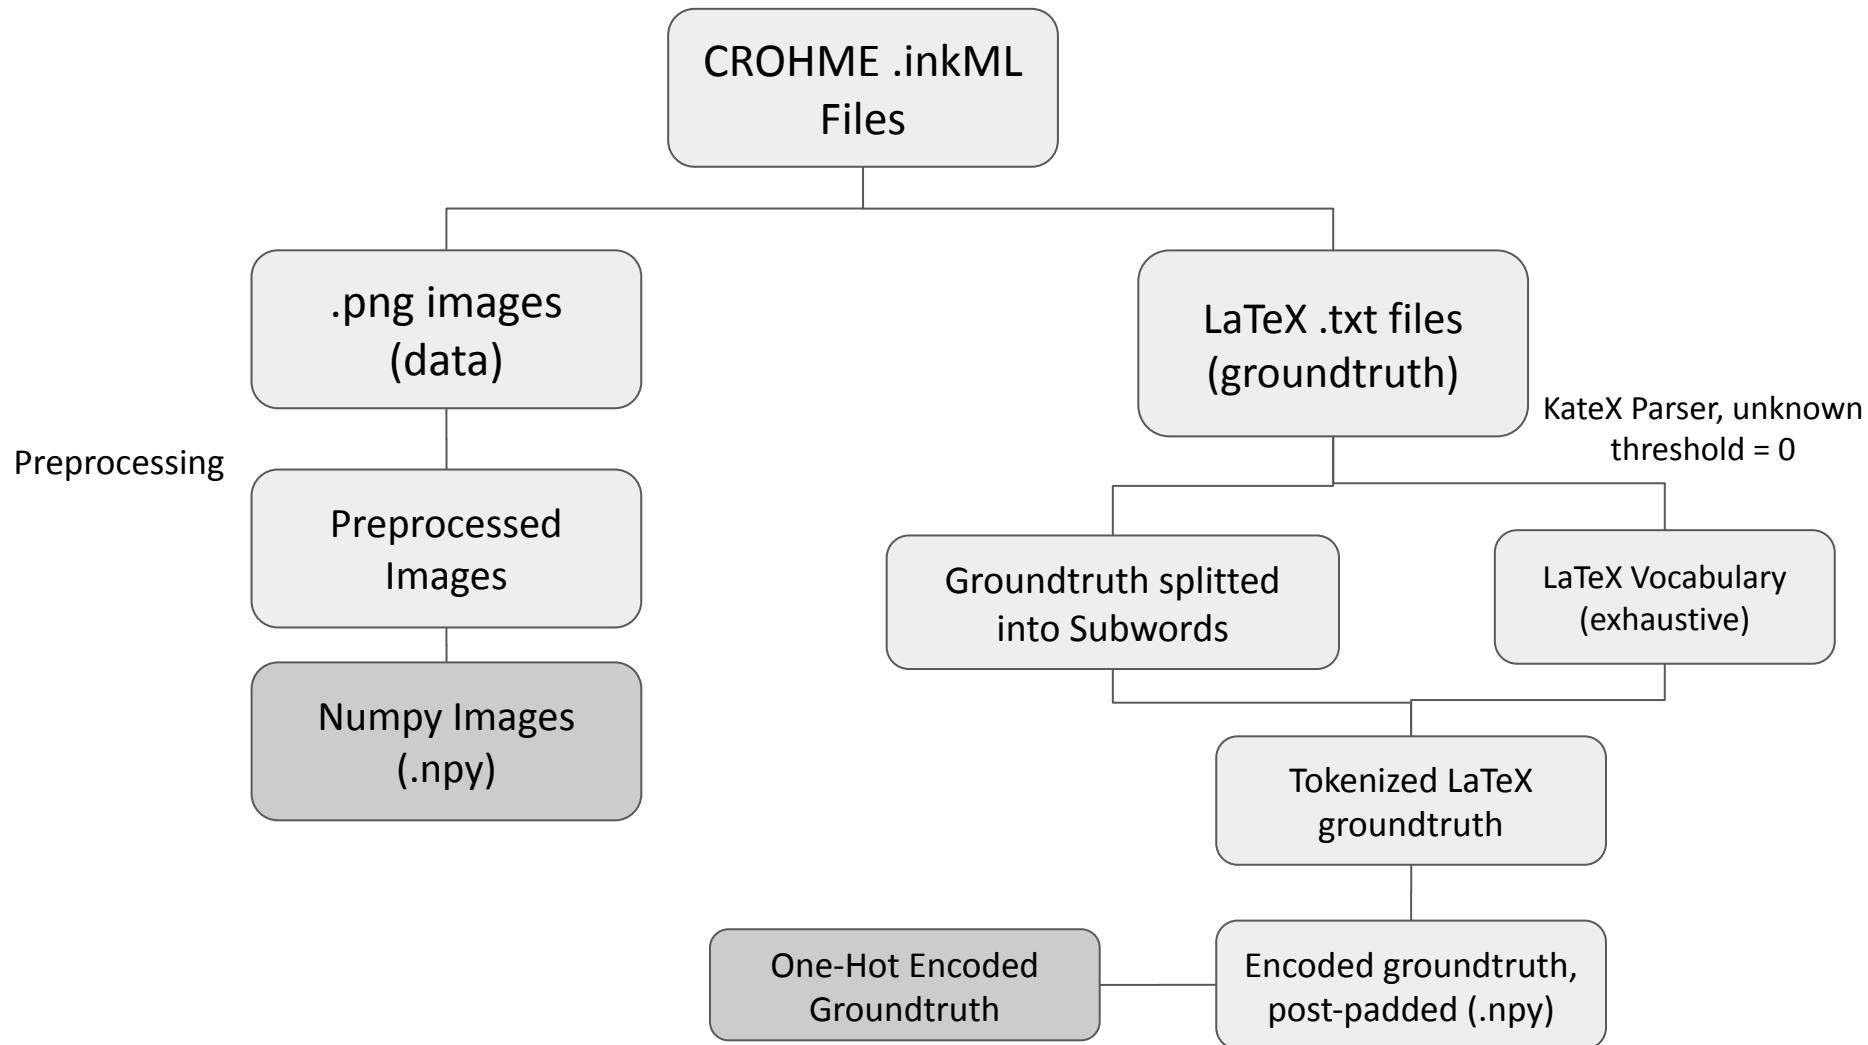 CROHME .inkML
Files
.png images
(data)
LaTeX .txt files
(groundtruth)
KateX Parser, unknown
threshold = 0
Preprocessing
Preprocessed
Images
Groundtruth splitted
into Subwords
LaTeX Vocabulary
(exhaustive)
Numpy Images
(.npy)
Tokenized LaTeX
groundtruth
One-Hot Encoded
Groundtruth
Encoded groundtruth,
post-padded (.npy)